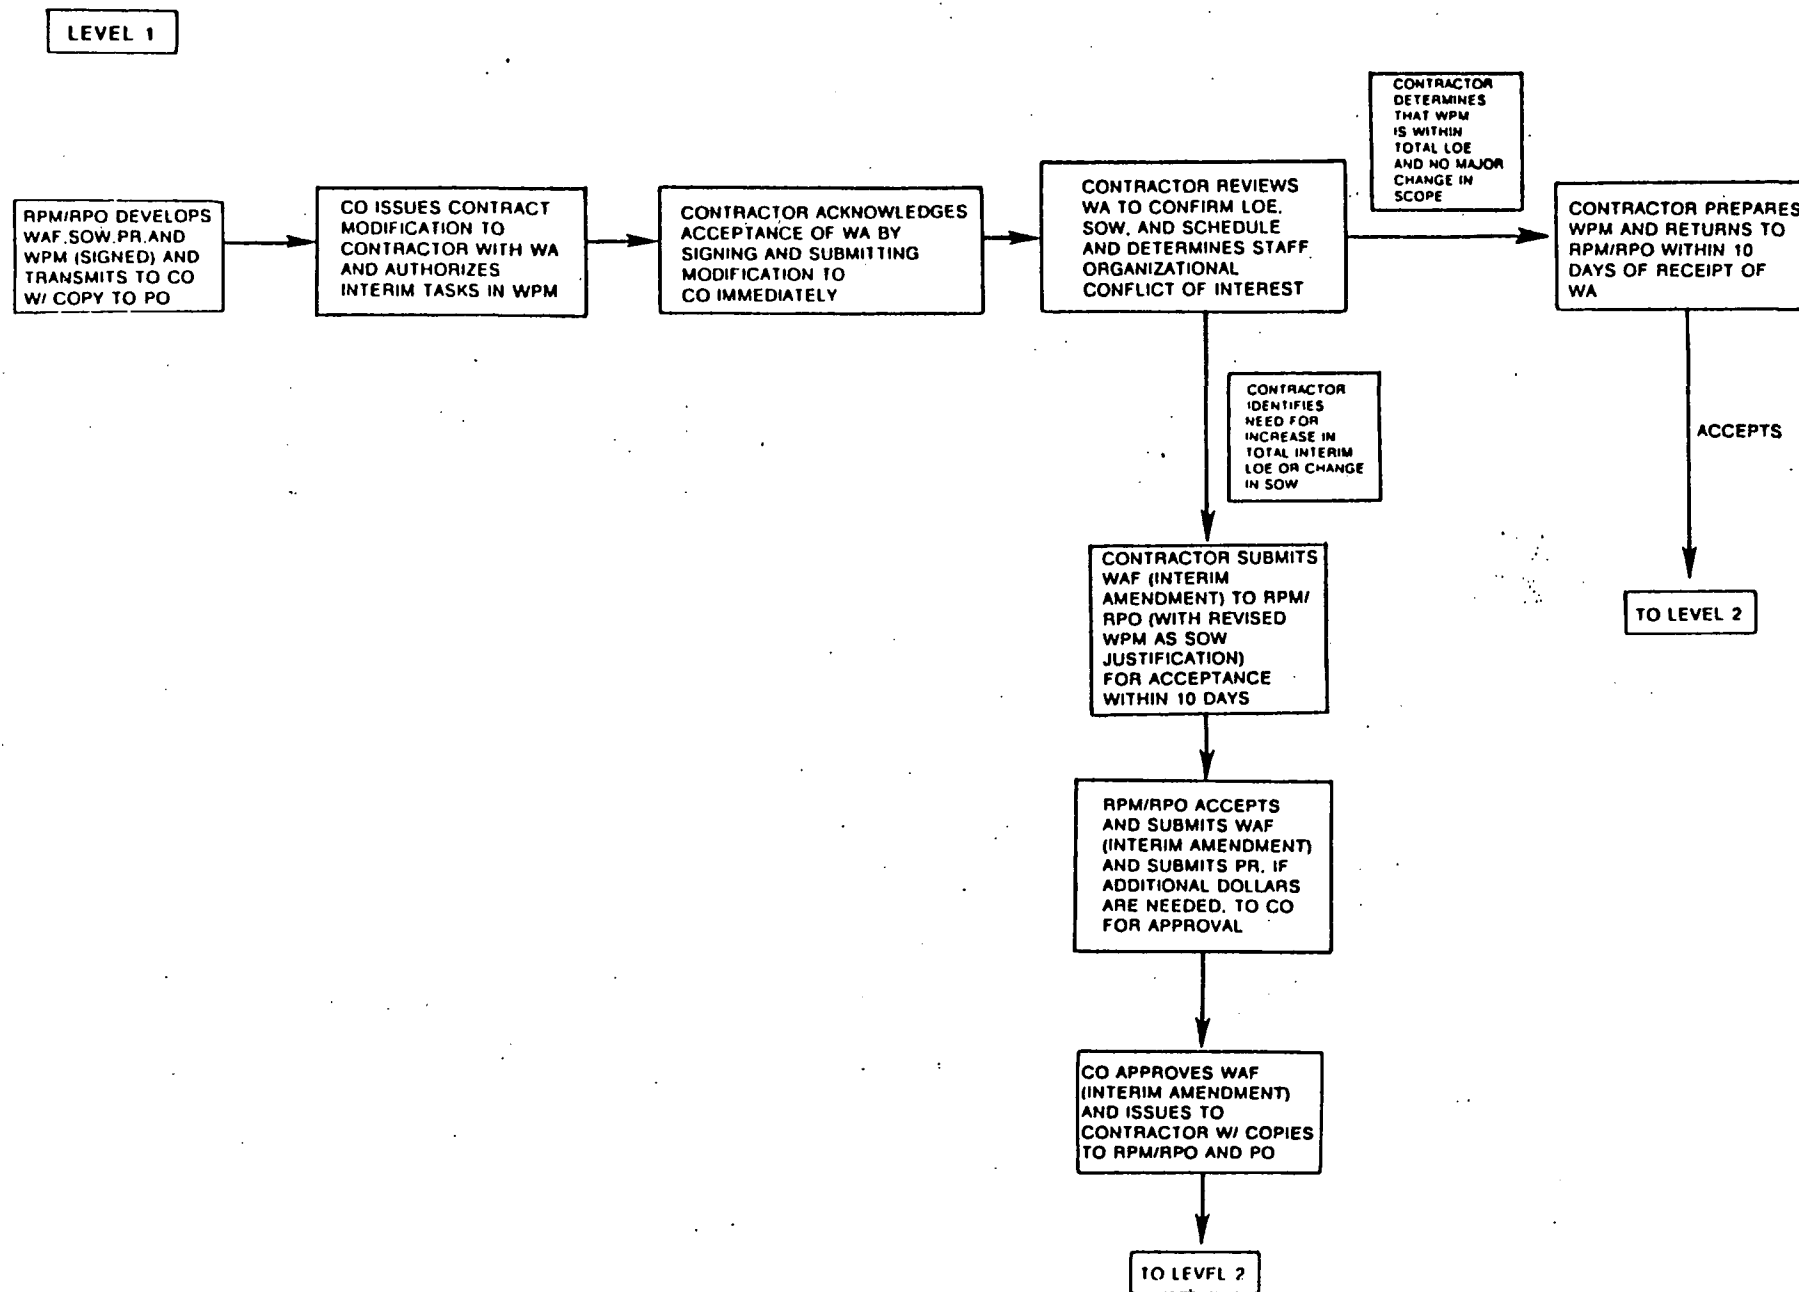 LEVEL 1
RPM/RPO DEVELOPS
WAF.SOW.PR.AND
WPM (SIGNED) AND
TRANSMITS TO CO
W/ COPY TO PO
CO ISSUES CONTRACT
MODIFICATION TO
CONTRACTOR WITH WA
AND AUTHORIZES
INTERIM TASKS IN WPM
CONTRACTOR ACKNOWLEDGES
ACCEPTANCE OF WA BY
SIGNING AND SUBMITTING
MODIFICATION TO
CO IMMEDIATELY
CONTRACTOR REVIEWS
WA TO CONFIRM LOE,
SOW, AND SCHEDULE
AND DETERMINES STAFF
ORGANIZATIONAL
CONFLICT OF INTEREST
CONTRACTOR
DETERMINES
THAT WPM
IS WITHIN
TOTAL LOE
AND NO MAJOR
CHANGE IN
SCOPE
CONTRACTOR PREPARES
WPM AND RETURNS TO
RPM/RPO WITHIN 10
DAYS OF RECEIPT OF
WA
ACCEPTS
TO LEVEL 2
CONTRACTOR
IDENTIFIES
NEED FOR
INCREASE IN
TOTAL INTERIM
LOE OR CHANGE
IN SOW
CONTRACTOR SUBMITS
WAF (INTERIM
AMENDMENT) TO RPM/
RPO (WITH REVISED
WPM AS SOW
JUSTIFICATION)
FOR ACCEPTANCE
WITHIN 10 DAYS
RPM/RPO ACCEPTS
AND SUBMITS WAF
(INTERIM AMENDMENT)
AND SUBMITS PR, IF
ADDITIONAL DOLLARS
ARE NEEDED, TO CO
FOR APPROVAL
CO APPROVES WAF
(INTERIM AMENDMENT)
AND ISSUES TO
CONTRACTOR W/ COPIES
TO RPM/RPO AND PO
TO LEVEL 2